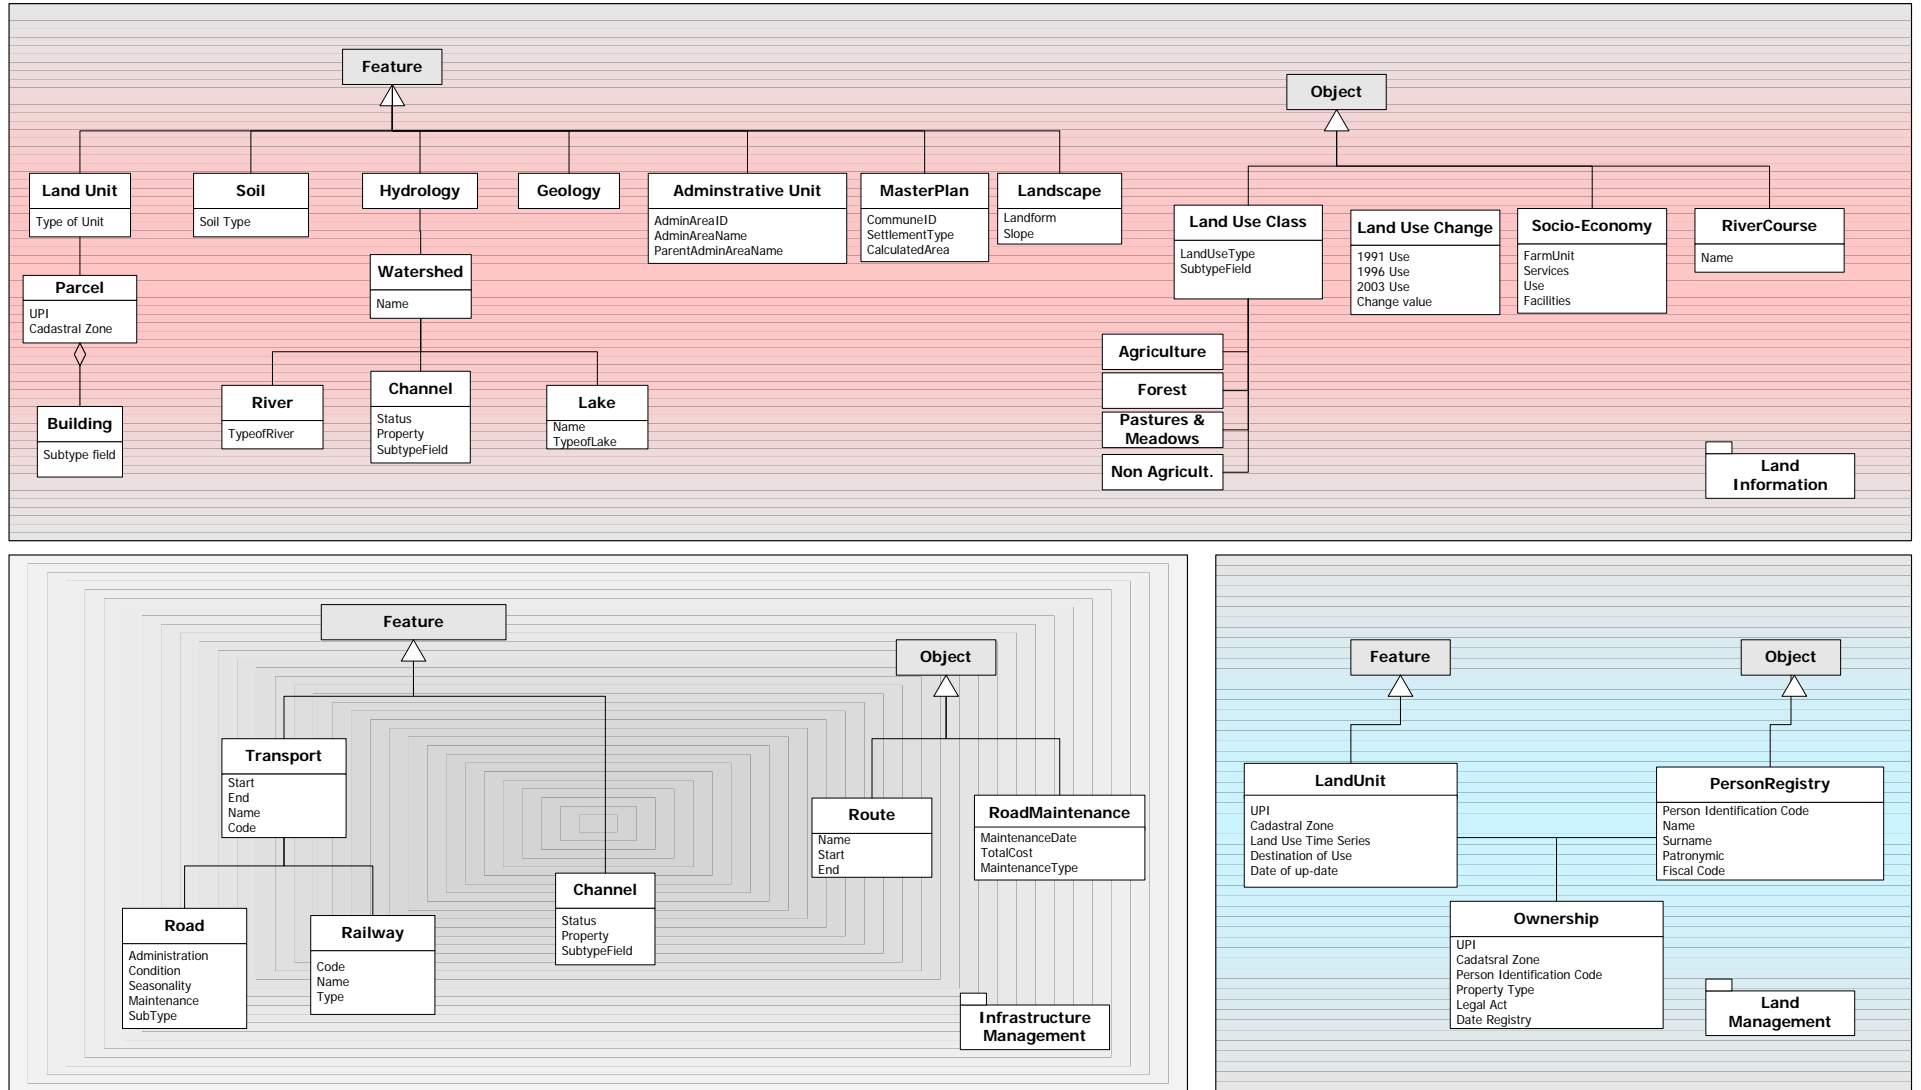 Feature
Object
Land Unit
Type of Unit
Soil
Soil Type
Hydrology
Geology
Adminstrative Unit
AdminAreaID
AdminAreaName
ParentAdminAreaName
MasterPlan
CommuneID
SettlementType
CalculatedArea
Landscape
Landform
Slope
Land Use Class
LandUseType
SubtypeField
Land Use Change
1991 Use
1996 Use
2003 Use
Change value
Socio-Economy
FarmUnit
Services
Use
Facilities
RiverCourse
Name
Parcel
UPI
Cadastral Zone
Watershed
Name
Building
Subtype field
River
TypeofRiver
Channel
Status
Property
SubtypeField
Lake
Name
TypeofLake
Agriculture
Forest
Pastures &
Meadows
Non Agricult.
Land
Information
Feature
Object
Transport
Start
End
Name
Code
Route
Name
Start
End
RoadMaintenance
MaintenanceDate
TotalCost
MaintenanceType
Road
Administration
Condition
Seasonality
Maintenance
SubType
Railway
Code
Name
Type
Channel
Status
Property
SubtypeField
Infrastructure
Management
Feature
Object
LandUnit
UPI
Cadastral Zone
Land Use Time Series
Destination of Use
Date of up-date
PersonRegistry
Person Identification Code
Name
Surname
Patronymic
Fiscal Code
Ownership
UPI
Cadatsral Zone
Person Identification Code
Property Type
Legal Act
Date Registry
Land
Management